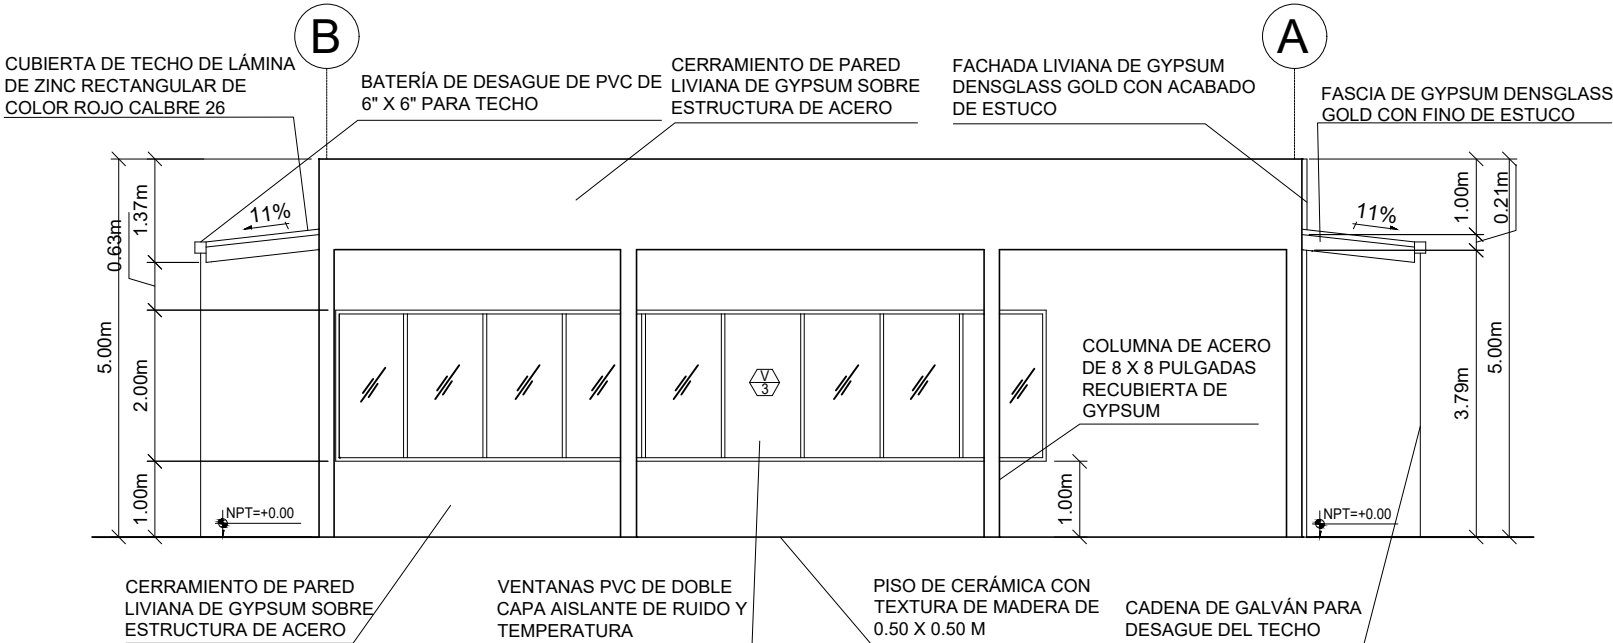 B
A
CUBIERTA DE TECHO DE LÁMINA
DE ZINC RECTANGULAR DE
COLOR ROJO CALBRE 26
BATERÍA DE DESAGUE DE PVC DE
6" X 6" PARA TECHO
CERRAMIENTO DE PARED
LIVIANA DE GYPSUM SOBRE
ESTRUCTURA DE ACERO
FACHADA LIVIANA DE GYPSUM
DENSGLASS GOLD CON ACABADO
DE ESTUCO
FASCIA DE GYPSUM DENSGLASS
GOLD CON FINO DE ESTUCO
11%
11%
5.00m
0.63m
1.37m
2.00m
1.00m
NPT=+0.00
V
3
COLUMNA DE ACERO
DE 8 X 8 PULGADAS
RECUBIERTA DE
GYPSUM
1.00m
1.00m
0.21m
3.79m
5.00m
NPT=+0.00
CERRAMIENTO DE PARED
LIVIANA DE GYPSUM SOBRE
ESTRUCTURA DE ACERO
VENTANAS PVC DE DOBLE
CAPA AISLANTE DE RUIDO Y
TEMPERATURA
PISO DE CERÁMICA CON
TEXTURA DE MADERA DE
0.50 X 0.50 M
CADENA DE GALVÁN PARA
DESAGUE DEL TECHO